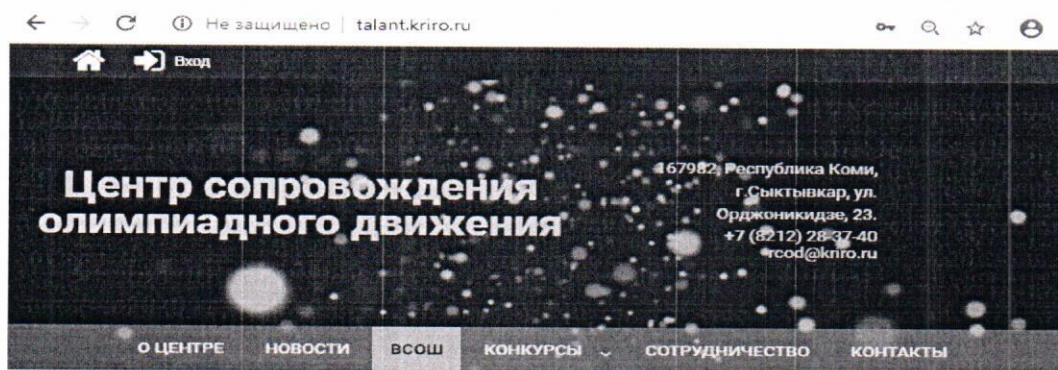 Не защищено | talant.kriro.ru
Вход
Центр сопровождения
олимпиадного движения
167982, Республика Коми,
г.Сыктывкар, ул.
Орджоникидзе, 23.
+7 (8212) 28-37-40
rcod@kriro.ru
О ЦЕНТРЕ НОВОСТИ ВСОШ КОНКУРСЫ СОТРУДНИЧЕСТВО КОНТАКТЫ